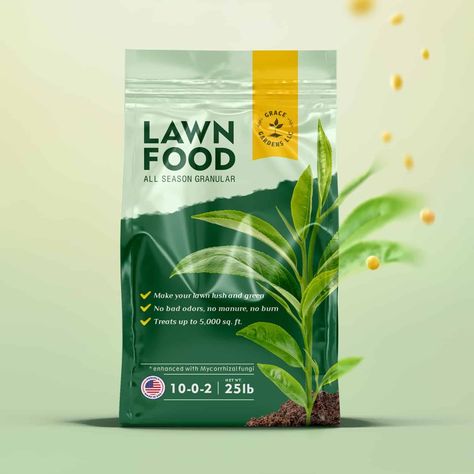 GRACE
GARDENS LLC
LAWN
FOOD
ALL SEASON GRANULAR
Make your lawn lush and green
No bad odors, no manure, no burn
Treats up to 5,000 sq. ft.
* enhanced with Mycorrhizal fungi
10-0-2 | NET WT 25lb